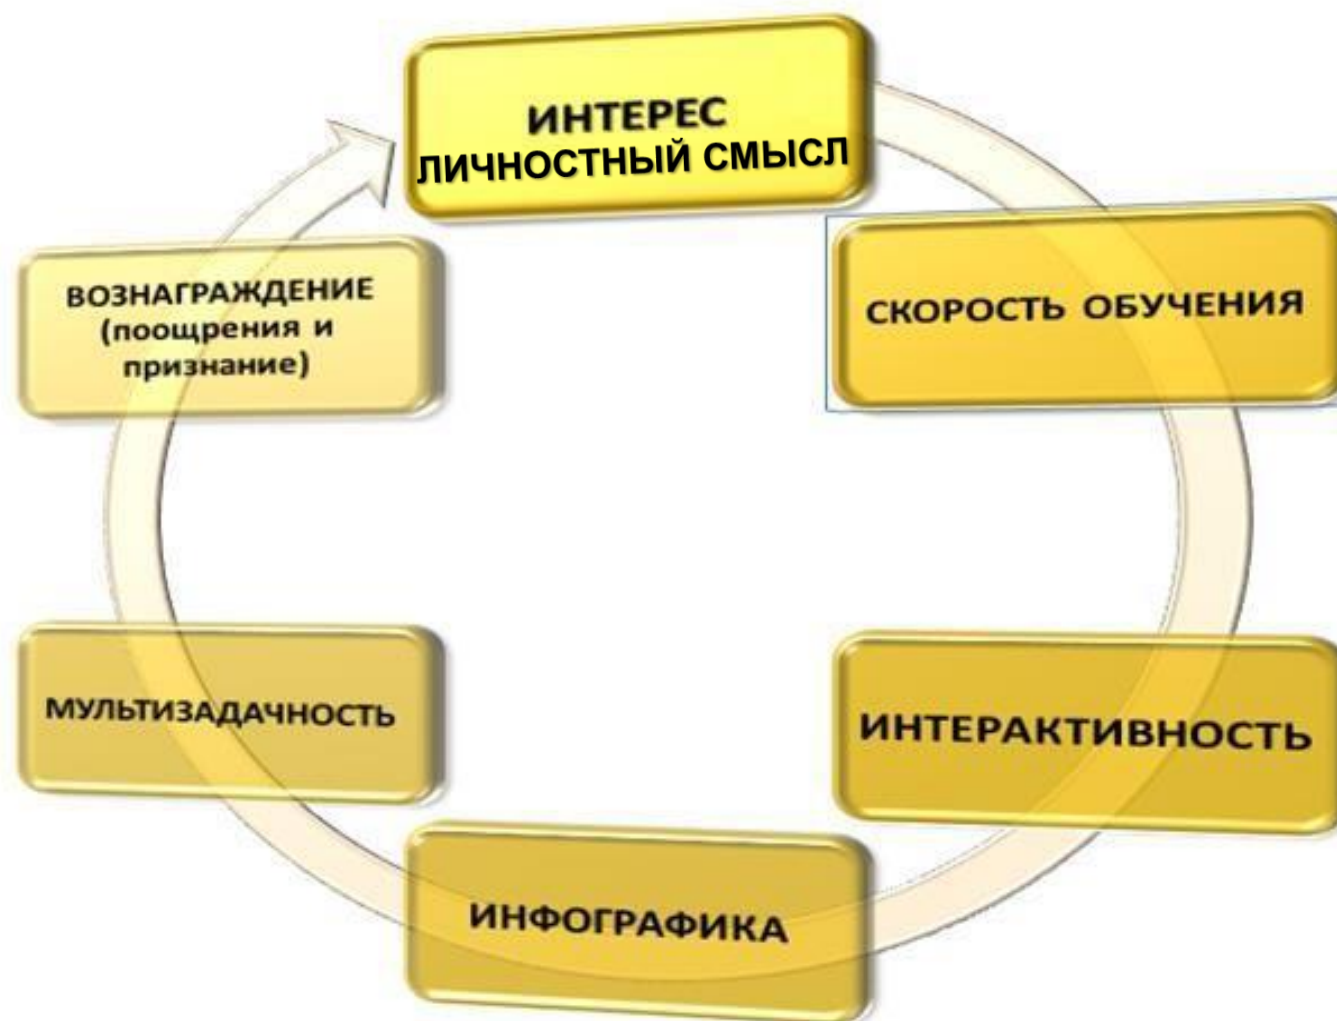 ИНТЕРЕС
ЛИЧНОСТНЫЙ СМЫСЛ
СКОРОСТЬ ОБУЧЕНИЯ
ИНТЕРАКТИВНОСТЬ
ИНФОГРАФИКА
МУЛЬТИЗАДАЧНОСТЬ
ВОЗНАГРАЖДЕНИЕ
(поощрения и
признание)